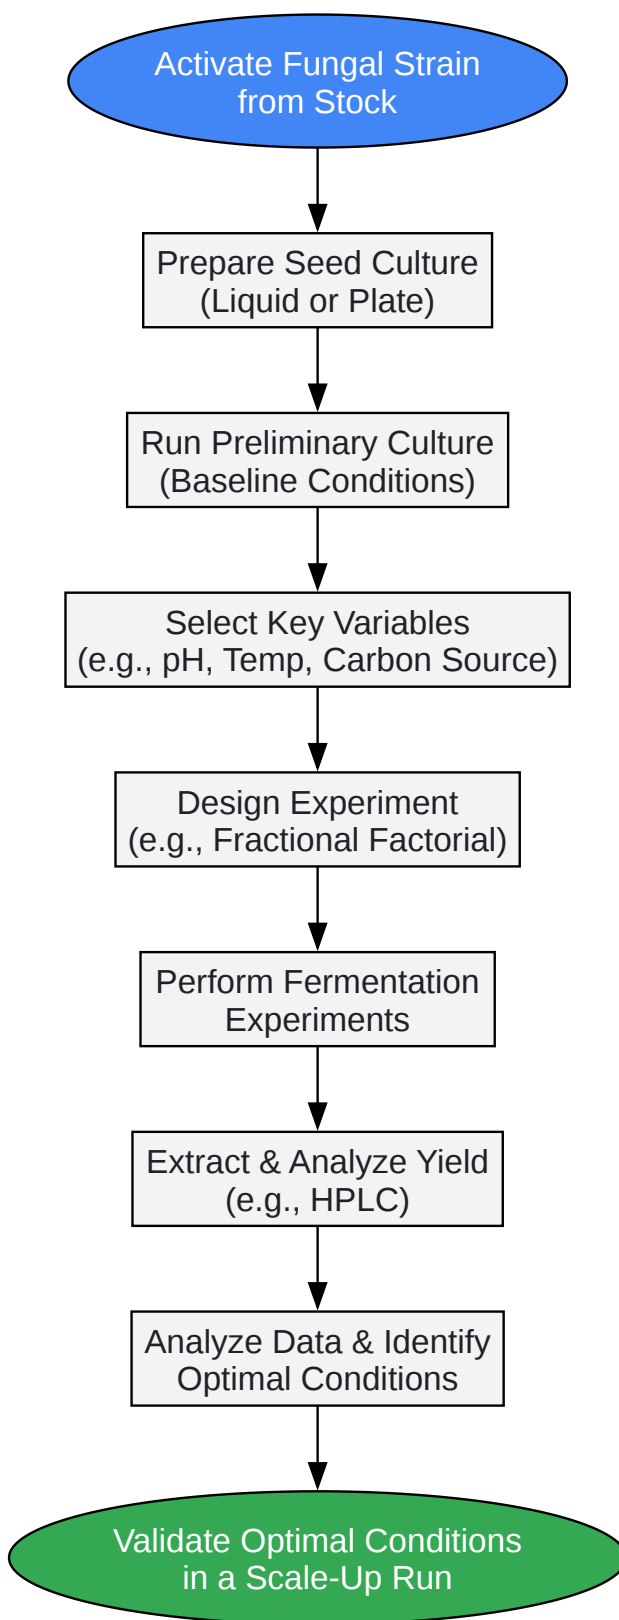 Activate Fungal Strain
from Stock
Prepare Seed Culture
(Liquid or Plate)
Run Preliminary Culture
(Baseline Conditions)
Select Key Variables
(e.g., pH, Temp, Carbon Source)
Design Experiment
(e.g., Fractional Factorial)
Perform Fermentation
Experiments
Extract & Analyze Yield
(e.g., HPLC)
Analyze Data & Identify
Optimal Conditions
Validate Optimal Conditions
in a Scale-Up Run